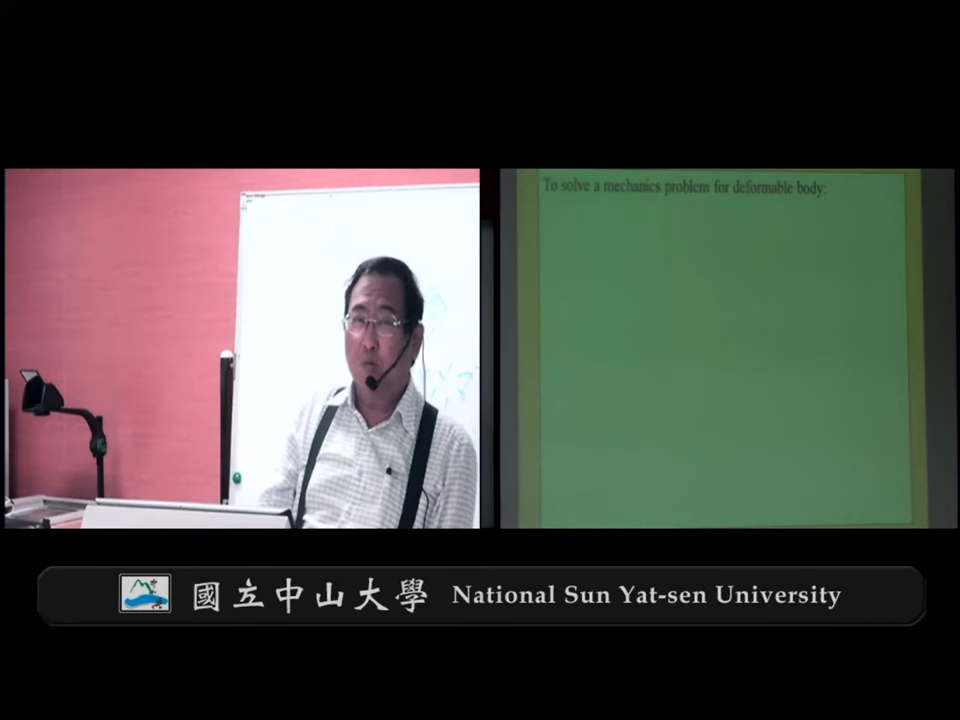 To solve a mechanics problem for deformable body:
國立中山大學 National Sun Yat-sen University